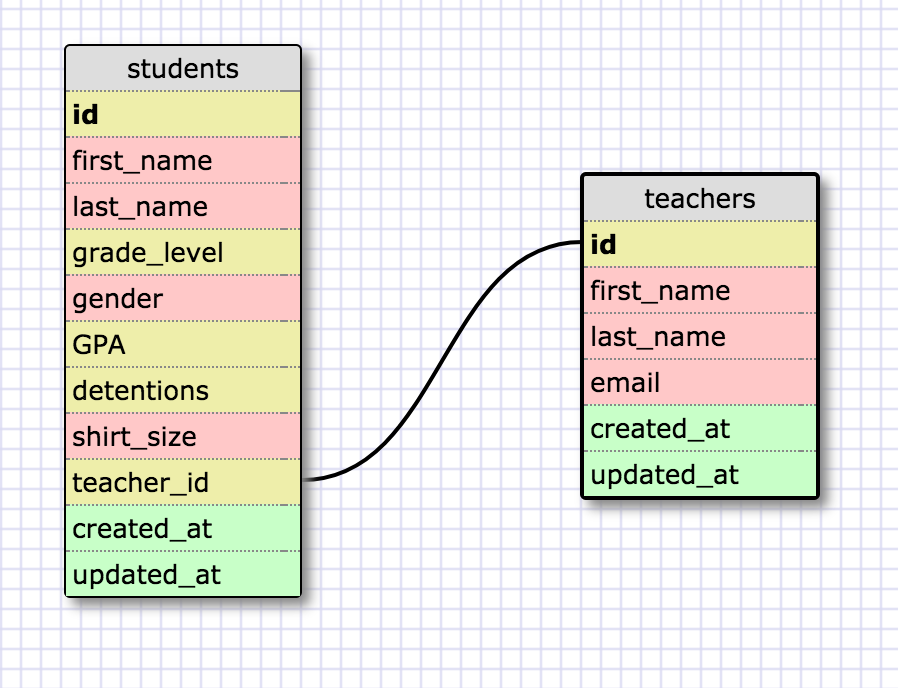 students
id
first_name
last_name
grade_level
gender
GPA
detentions
shirt_size
teacher_id
created_at
updated_at
teachers
id
first_name
last_name
email
created_at
updated_at